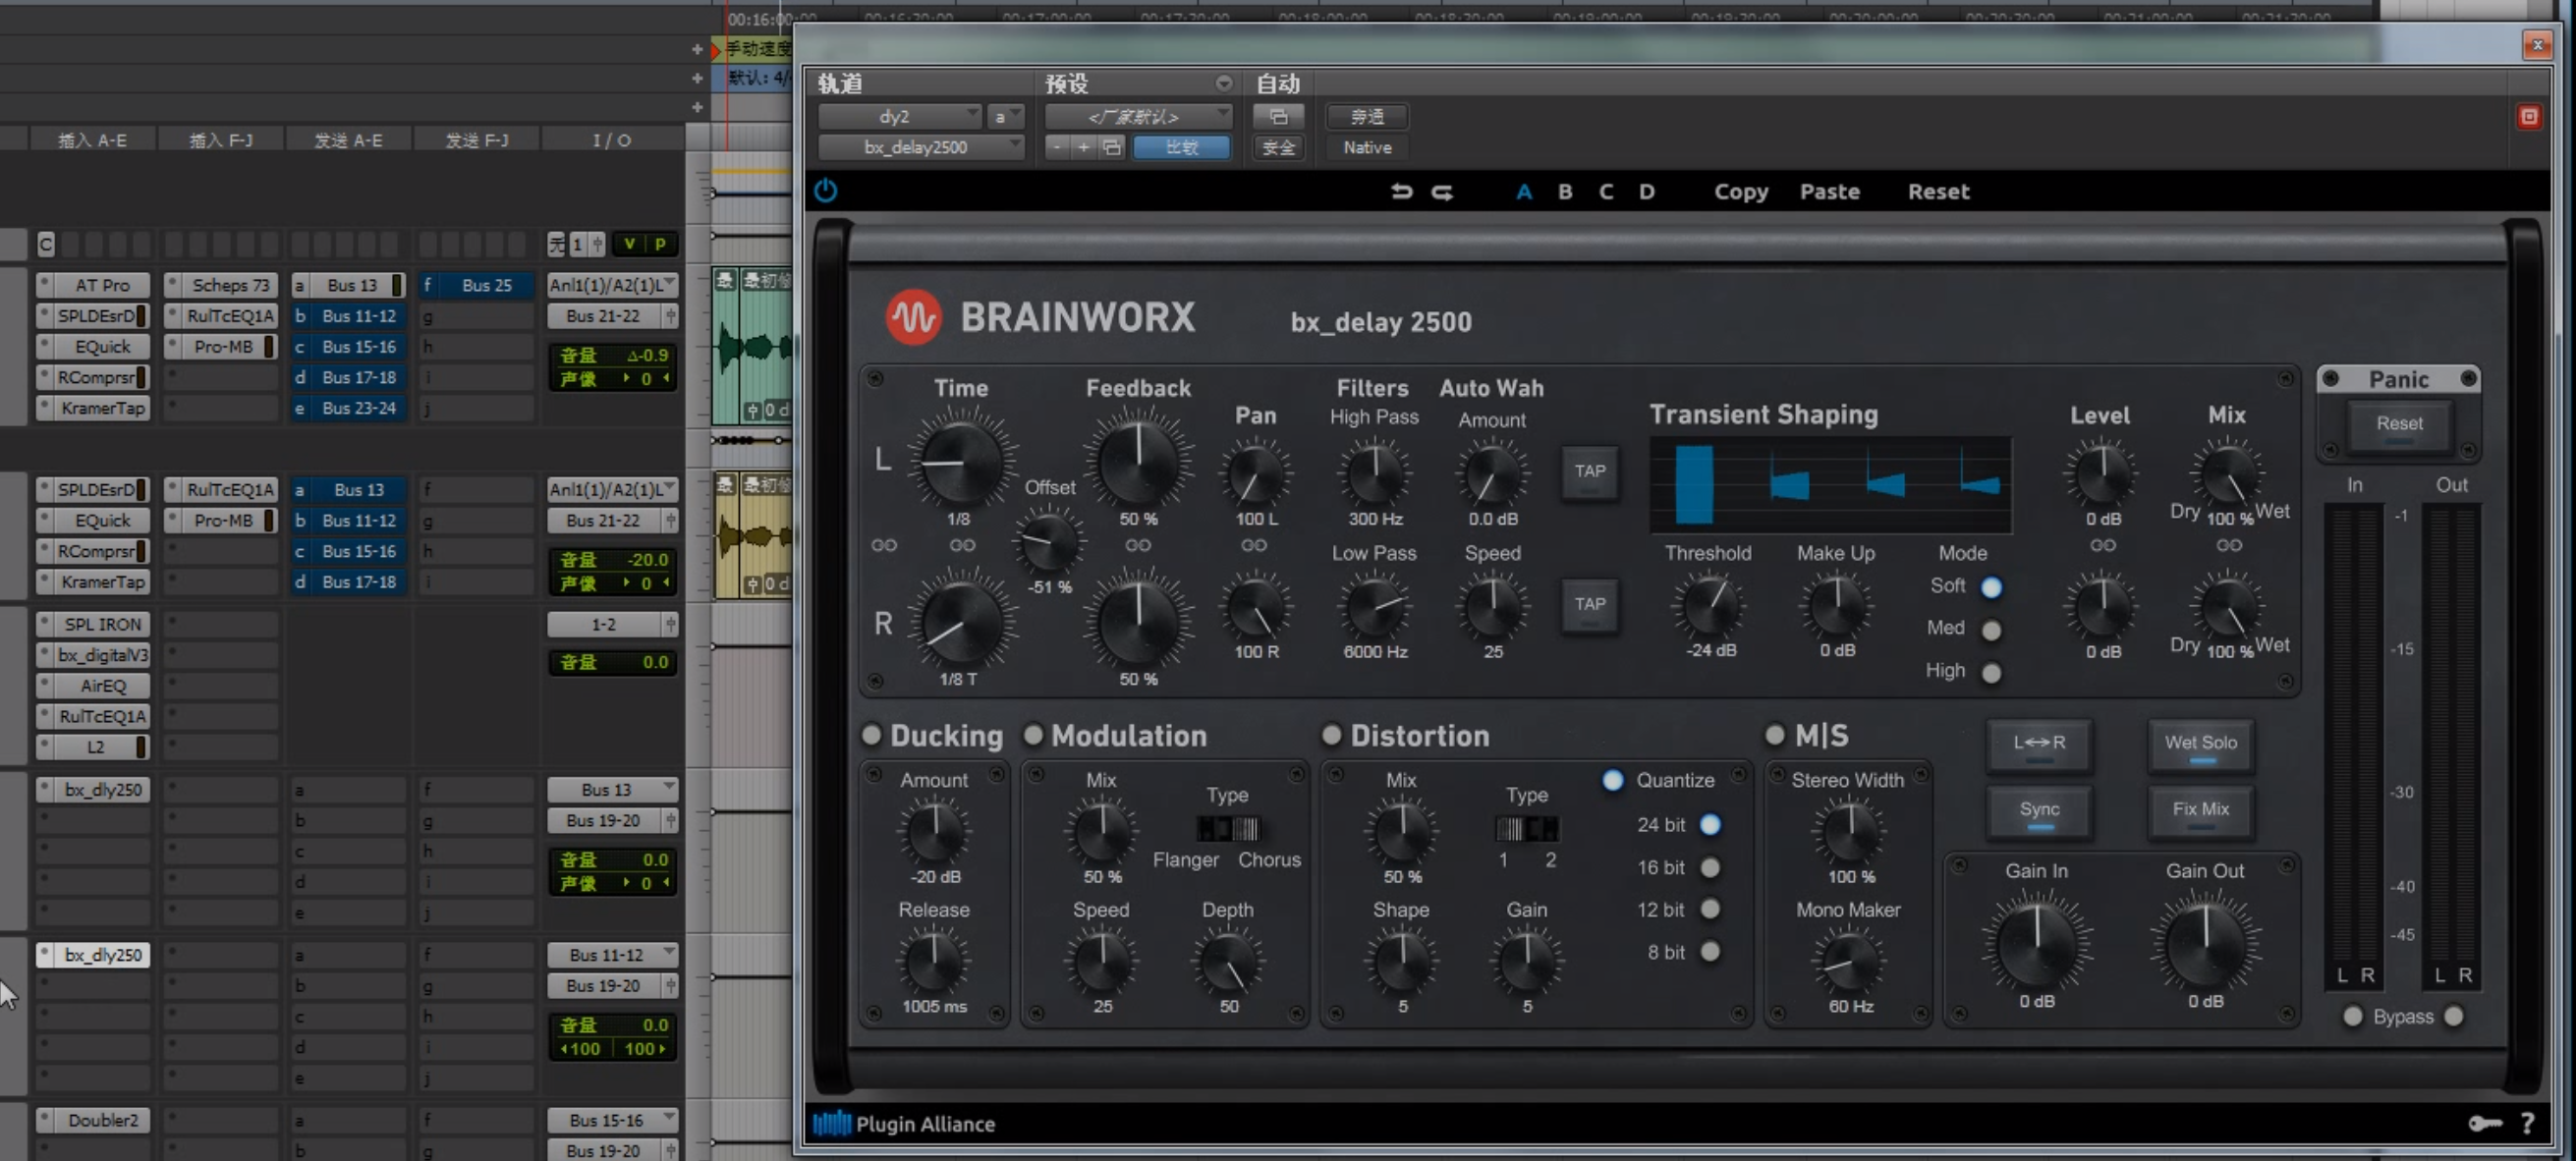 00:16:00:00 00:16:30:00 00:17:00:00 00:17:30:00 00:18:00:00 00:18:30:00 00:19:00:00 00:19:30:00 00:20:00:00 00:20:30:00 00:21:00:00 00:21:30:00
手动速度
默认: 4/4
插入 A-E 插入 F-J 发送 A-E 发送 F-J I / O
C 无 1 v p
AT Pro Scheps 73 a Bus 13 f Bus 25 Anl1(1)/A2(1)L
SPLDEsrD RulTcEQ1A b Bus 11-12 g Bus 21-22
EQuick Pro-MB c Bus 15-16 h 音量 Δ-0.9
RComprsr d Bus 17-18 i 声像 0
KramerTap e Bus 23-24 j
最 最初
0 d
SPLDEsrD RulTcEQ1A a Bus 13 f Anl1(1)/A2(1)L
EQuick Pro-MB b Bus 11-12 g Bus 21-22
RComprsr c Bus 15-16 h 音量 -20.0
KramerTap d Bus 17-18 i 声像 0
最 最初
0 d
SPL IRON 1-2
bx_digitalV3 音量 0.0
AirEQ
RulTcEQ1A
L2
bx_dly250 a f Bus 13
b g Bus 19-20
c h 音量 0.0
d i 声像 0
e j
bx_dly250 a f Bus 11-12
b g Bus 19-20
c h 音量 0.0
d i 100 100
e j
Doubler2 a f Bus 15-16
b g Bus 19-20
轨道 预设 自动
dy2 a <厂家默认> 旁通
bx_delay2500 - + 比较 安全 Native
A B C D Copy Paste Reset
BRAINWORX bx_delay 2500
Time Feedback Pan Filters Auto Wah Transient Shaping Level Mix Panic
High Pass Amount Reset
L Offset TAP
1/8 50 % 100 L 300 Hz 0.0 dB 0 dB Dry 100 % Wet
-51 % Low Pass Speed Threshold Make Up Mode
R TAP Soft
Med
High
1/8 T 50 % 100 R 6000 Hz 25 -24 dB 0 dB 0 dB Dry 100 % Wet
In Out
-1
-15
-30
-40
-45
L R L R
Bypass
Ducking Modulation Distortion M|S L<->R Wet Solo
Amount Mix Type Mix Type Quantize Stereo Width Sync Fix Mix
Flanger Chorus 1 2
-20 dB 50 % 50 % 100 %
24 bit
16 bit
12 bit
8 bit
Release Speed Depth Shape Gain Mono Maker Gain In Gain Out
1005 ms 25 50 5 5 60 Hz 0 dB 0 dB
Plugin Alliance ?